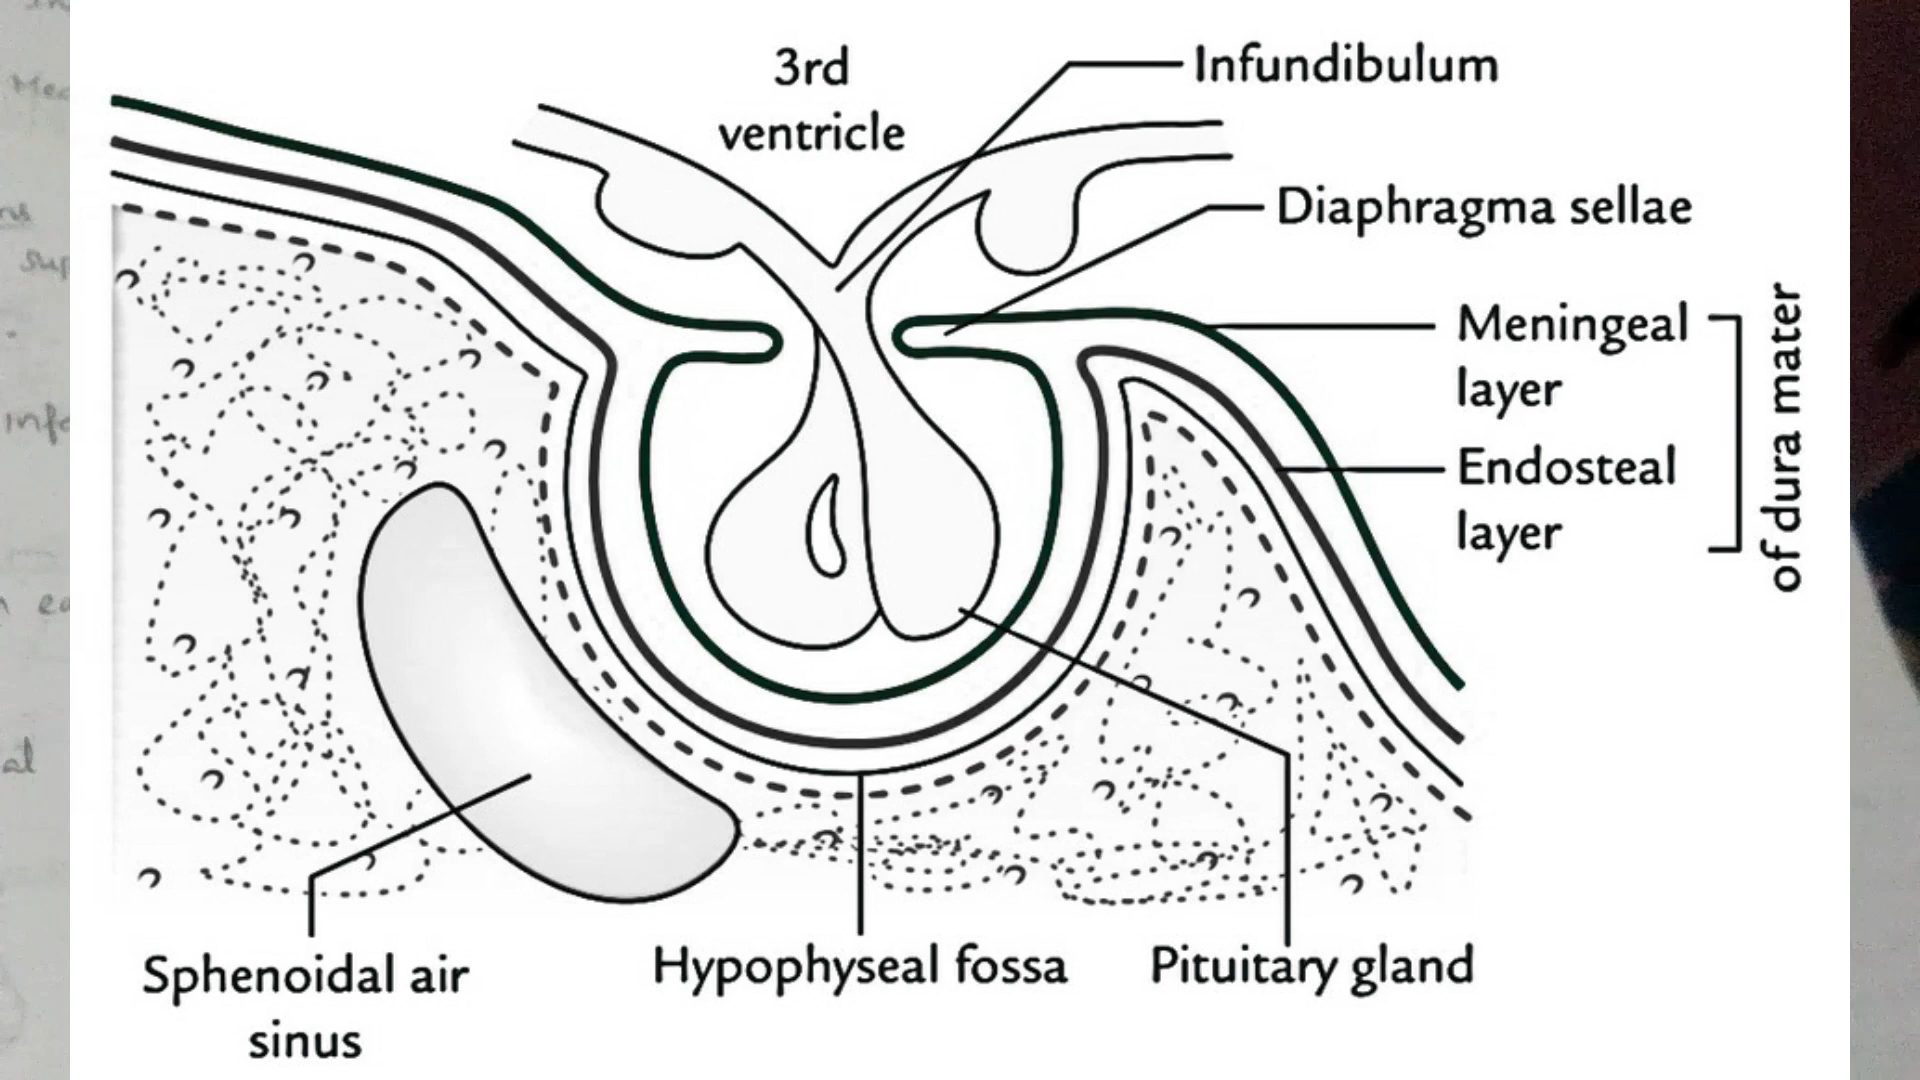 3rd
ventricle
Infundibulum
Diaphragma sellae
Meningeal
layer
Endosteal
layer
of dura mater
Sphenoidal air
sinus
Hypophyseal fossa
Pituitary gland
al